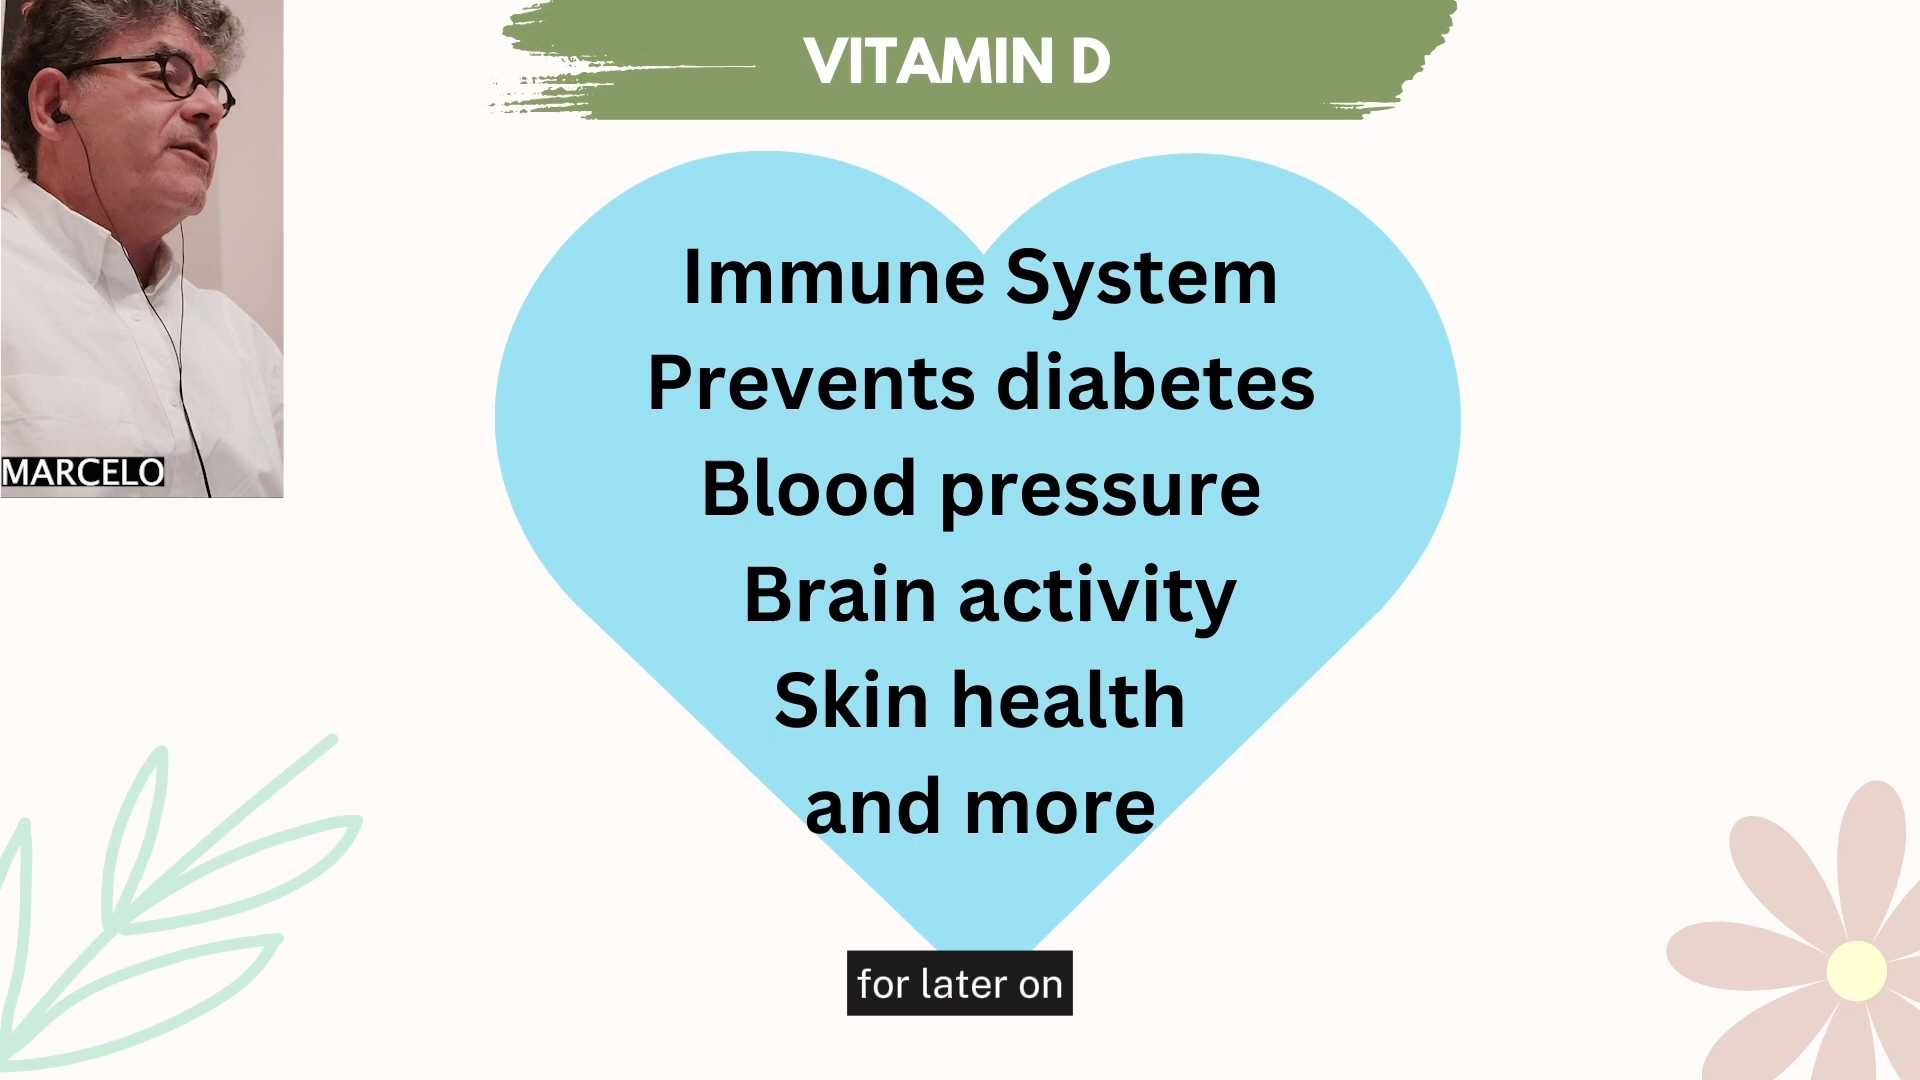 VITAMIN D
Immune System
Prevents diabetes
Blood pressure
Brain activity
Skin health
and more
MARCELO
for later on